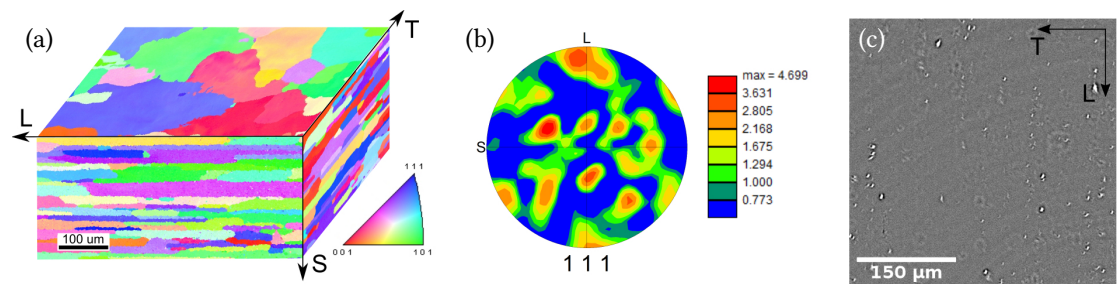 (a)
T
L
S
100 um
1 1 1
0 0 1
1 0 1
(b)
L
S
1 1 1
max = 4.699
3.631
2.805
2.168
1.675
1.294
1.000
0.773
(c)
T
L
150 µm